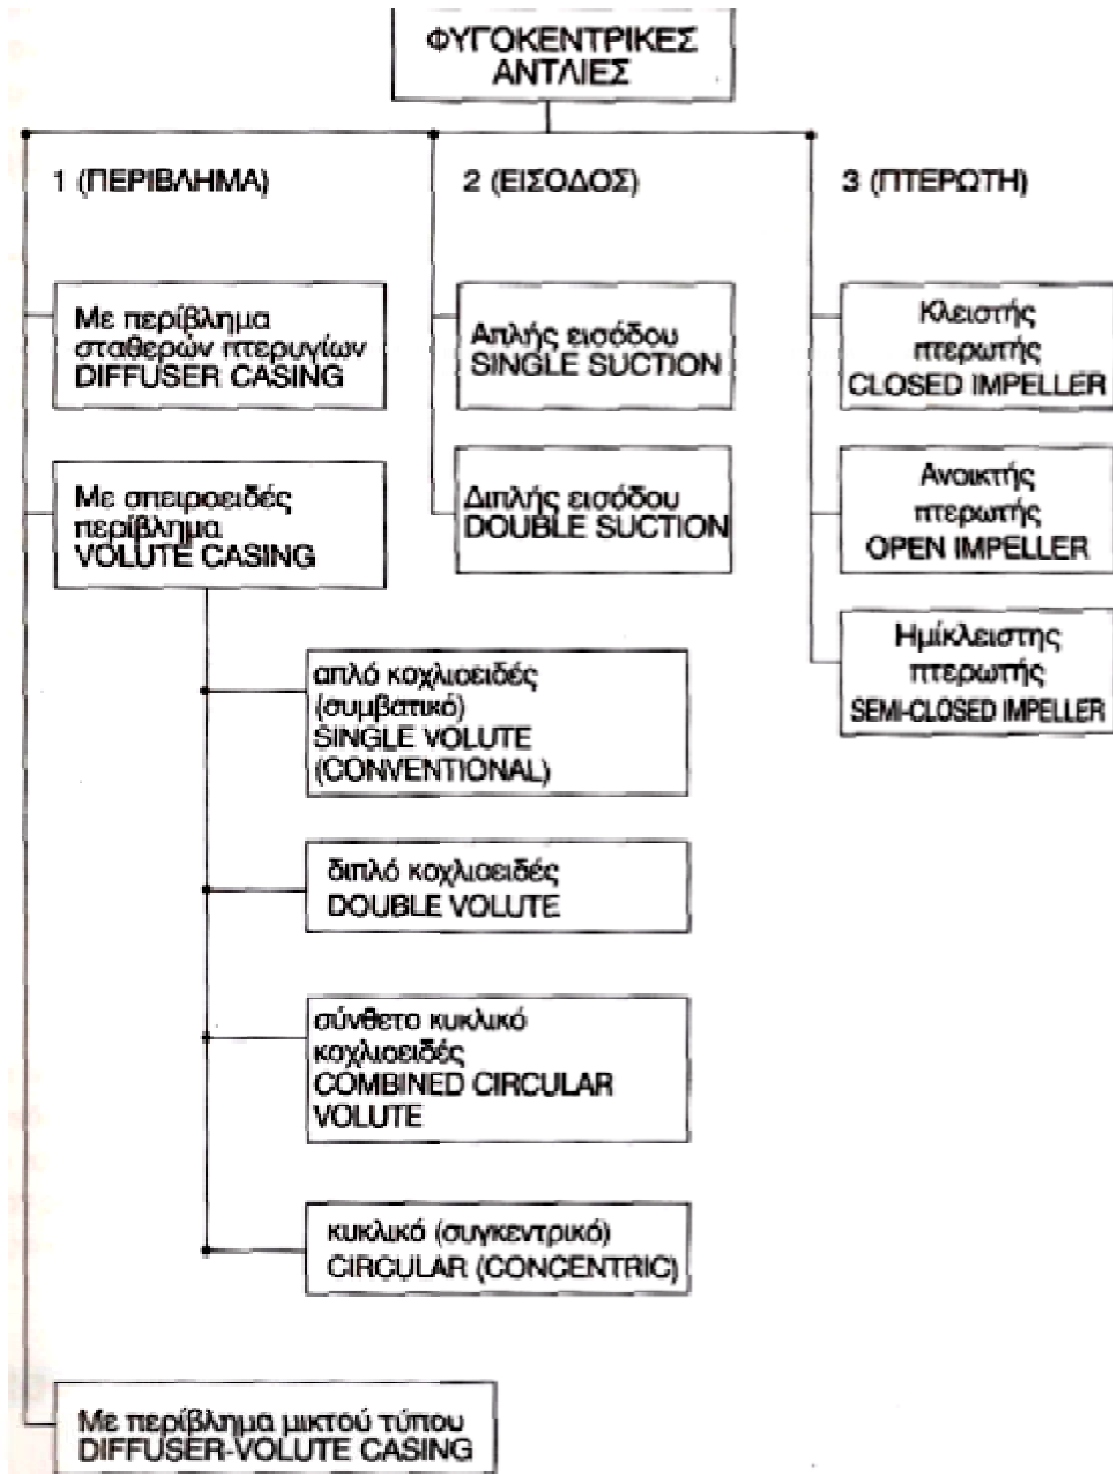 ΦΥΓΟΚΕΝΤΡΙΚΕΣ
ΑΝΤΛΙΕΣ
1 (ΠΕΡΙΒΛΗΜΑ)
2 (ΕΙΣΟΔΟΣ)
3 (ΠΤΕΡΩΤΗ)
Με περίβλημα
σταθερών πτερυγίων
DIFFUSER CASING
Με σπειροειδές
περίβλημα
VOLUTE CASING
απλό κοχλιοειδές
(συμβατικό)
SINGLE VOLUTE
(CONVENTIONAL)
διπλό κοχλιοειδές
DOUBLE VOLUTE
σύνθετο κυκλικό
κοχλιοειδές
COMBINED CIRCULAR
VOLUTE
κυκλικό (συγκεντρικό)
CIRCULAR (CONCENTRIC)
Με περίβλημα μικτού τύπου
DIFFUSER-VOLUTE CASING
Απλής εισόδου
SINGLE SUCTION
Διπλής εισόδου
DOUBLE SUCTION
Κλειστής
πτερωτής
CLOSED IMPELLER
Ανοικτής
πτερωτής
OPEN IMPELLER
Ημίκλειστης
πτερωτής
SEMI-CLOSED IMPELLER